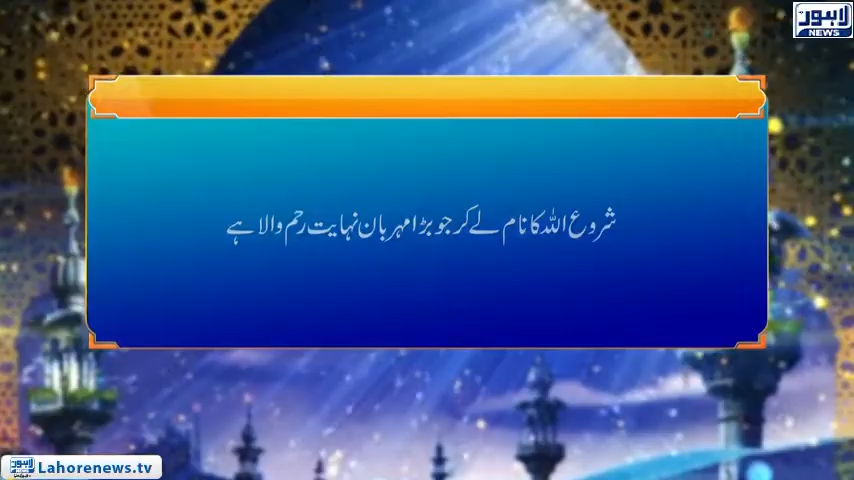 لاہور
NEWS
شروع اللہ کا نام لے کر جو بڑا مہربان نہایت رحم والا ہے
Lahorenews.tv